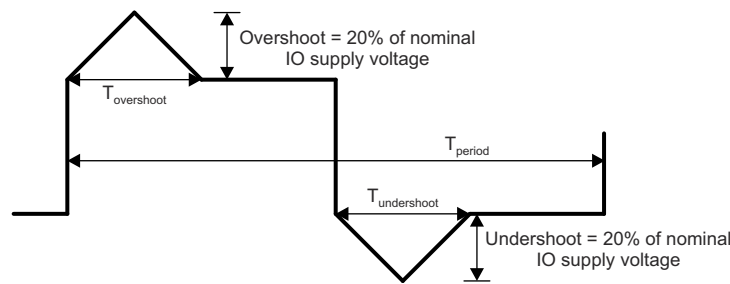 Overshoot = 20% of nominal
IO supply voltage
Tovershoot
Tperiod
Tundershoot
Undershoot = 20% of nominal
IO supply voltage